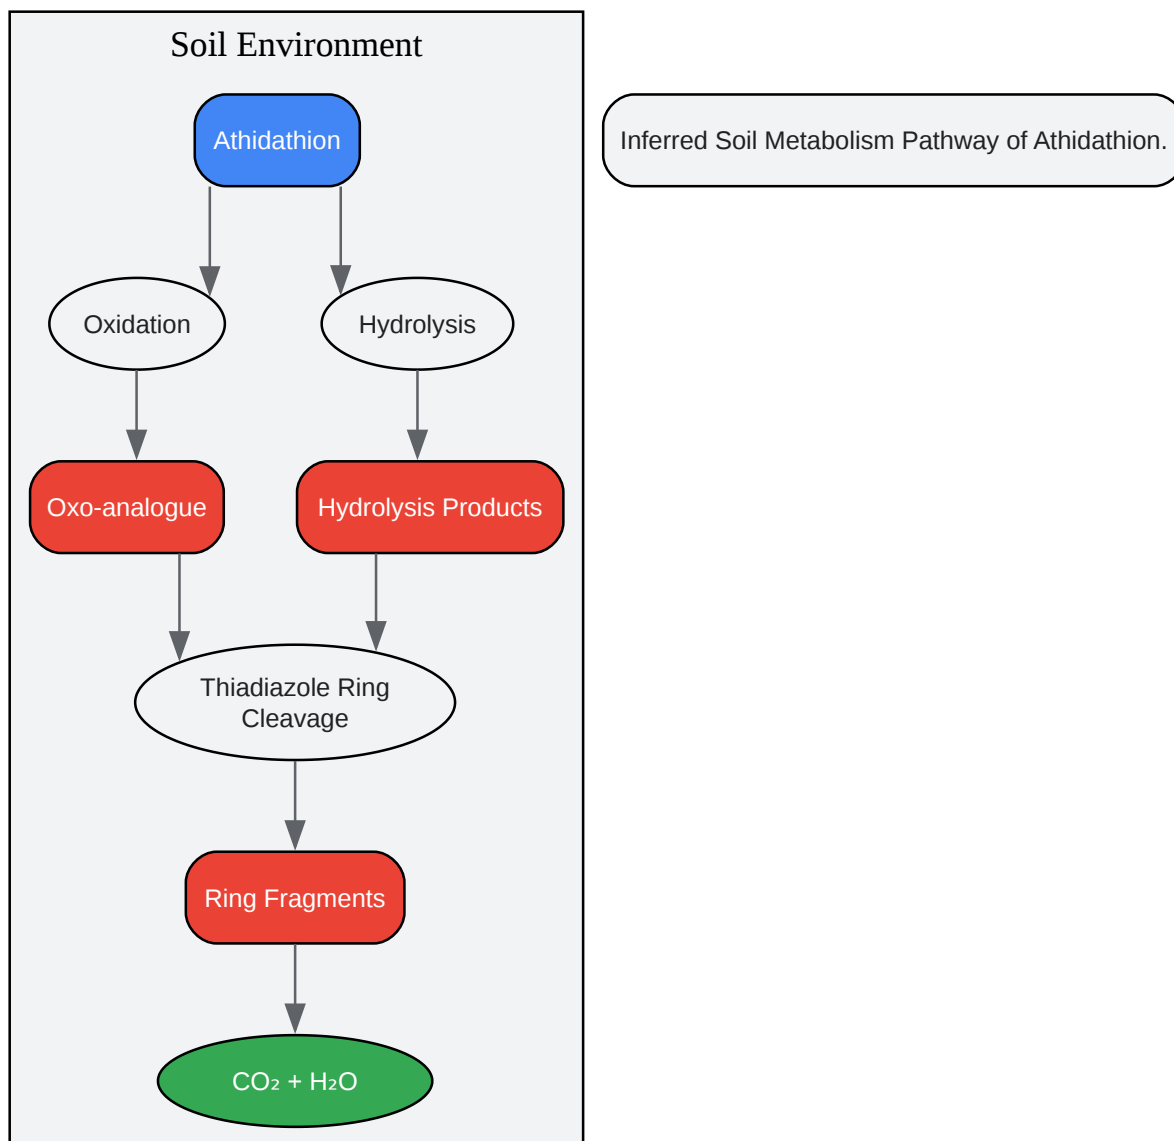 Soil Environment
Athidathion
Inferred Soil Metabolism Pathway of Athidathion.
Oxidation
Hydrolysis
Oxo-analogue
Hydrolysis Products
Thiadiazole Ring
Cleavage
Ring Fragments
CO₂ + H₂O